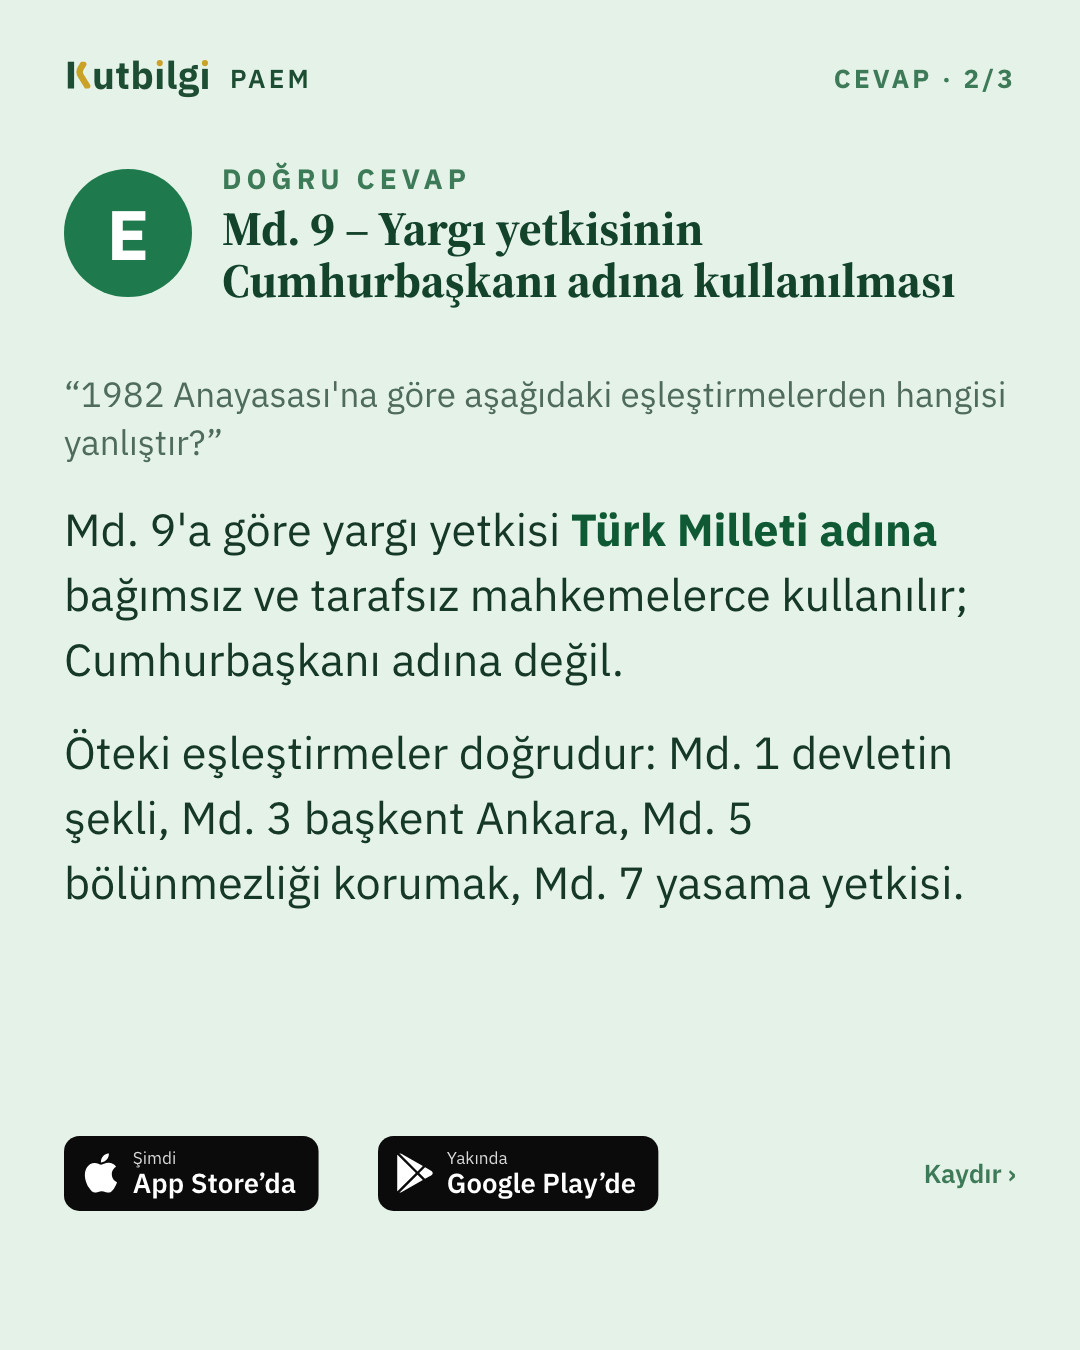 Kutbilgi PAEM
CEVAP · 2/3
E
DOĞRU CEVAP
Md. 9 – Yargı yetkisinin
Cumhurbaşkanı adına kullanılması
“1982 Anayasası'na göre aşağıdaki eşleştirmelerden hangisi
yanlıştır?”
Md. 9'a göre yargı yetkisi Türk Milleti adına
bağımsız ve tarafsız mahkemelerce kullanılır;
Cumhurbaşkanı adına değil.
Öteki eşleştirmeler doğrudur: Md. 1 devletin
şekli, Md. 3 başkent Ankara, Md. 5
bölünmezliği korumak, Md. 7 yasama yetkisi.
Şimdi
App Store’da
Yakında
Google Play’de
Kaydır ›